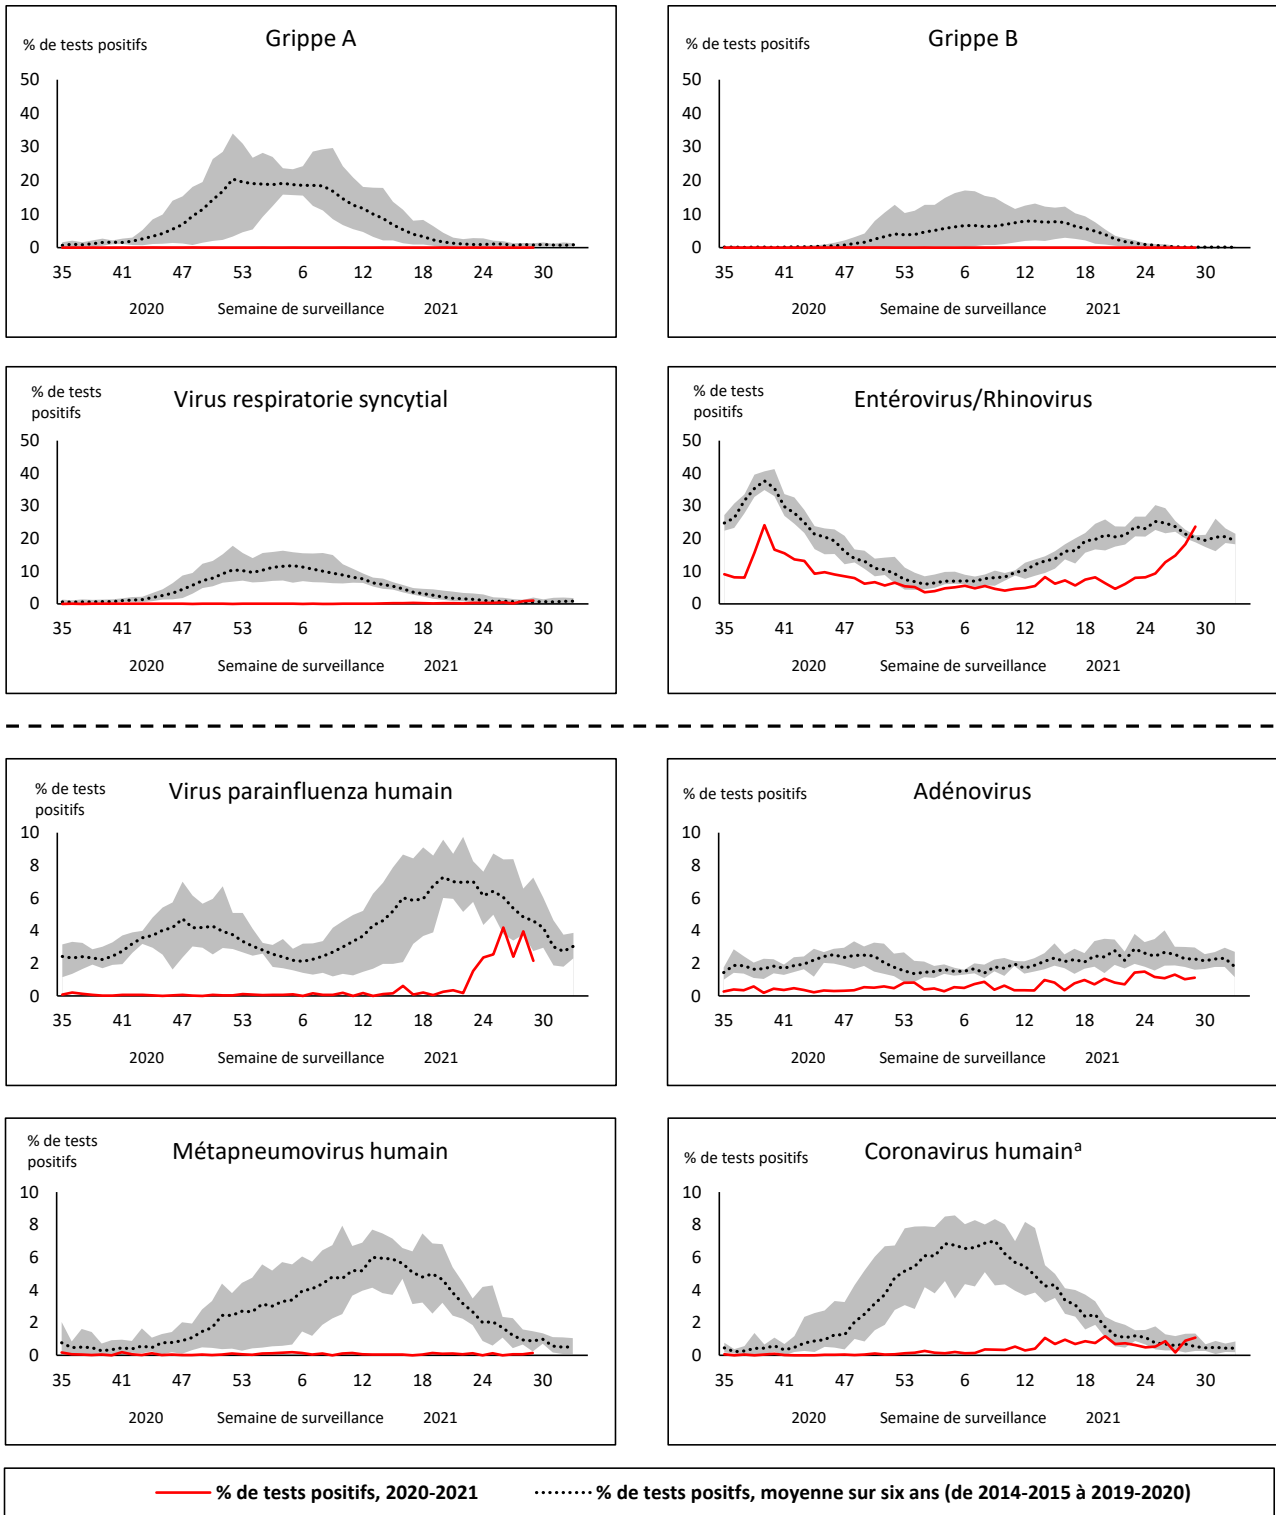 Grippe A
% de tests positifs
50
40
30
20
10
0
35 41 47 53 6 12 18 24 30
2020 Semaine de surveillance 2021
Grippe B
% de tests positifs
50
40
30
20
10
0
35 41 47 53 6 12 18 24 30
2020 Semaine de surveillance 2021
% de tests
positifs
Virus respiratorie syncytial
50
40
30
20
10
0
35 41 47 53 6 12 18 24 30
2020 Semaine de surveillance 2021
% de tests
positifs
Entérovirus/Rhinovirus
50
40
30
20
10
0
35 41 47 53 6 12 18 24 30
2020 Semaine de surveillance 2021
% de tests
positifs
Virus parainfluenza humain
10
8
6
4
2
0
35 41 47 53 6 12 18 24 30
2020 Semaine de surveillance 2021
% de tests positifs
Adénovirus
10
8
6
4
2
0
35 41 47 53 6 12 18 24 30
2020 Semaine de surveillance 2021
% de tests
positifs
Métapneumovirus humain
10
8
6
4
2
0
35 41 47 53 6 12 18 24 30
2020 Semaine de surveillance 2021
% de tests positifs
Coronavirus humainª
10
8
6
4
2
0
35 41 47 53 6 12 18 24 30
2020 Semaine de surveillance 2021
% de tests positifs, 2020-2021
% de tests positfs, moyenne sur six ans (de 2014-2015 à 2019-2020)